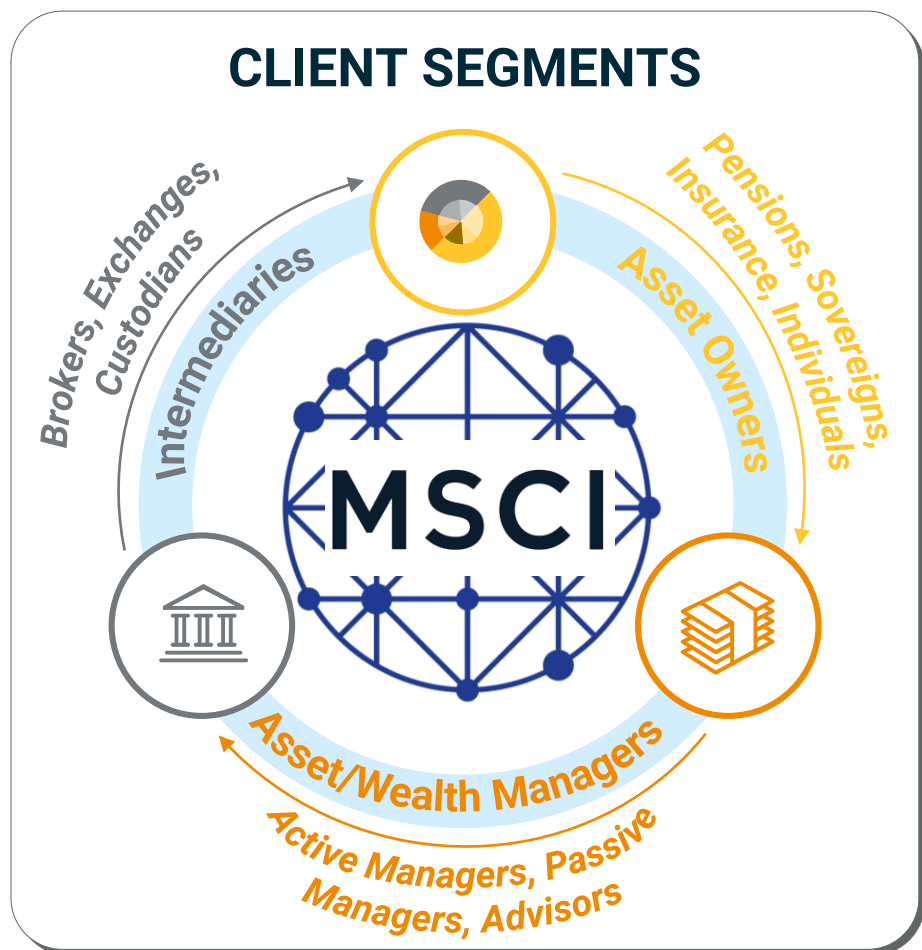 CLIENT SEGMENTS
Brokers, Exchanges,
Custodians
Intermediaries
Pensions, Sovereigns,
Insurance, Individuals
Asset Owners
MSCI
Asset/Wealth Managers
Active Managers, Passive
Managers, Advisors